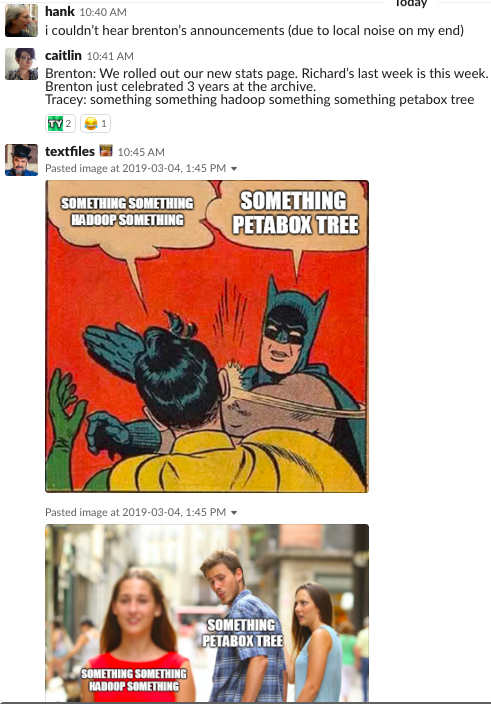 Today
hank 10:40 AM
i couldn't hear brenton's announcements (due to local noise on my end)
caitlin 10:41 AM
Brenton: We rolled out our new stats page. Richard's last week is this week.
Brenton just celebrated 3 years at the archive.
Tracey: something something hadoop something something petabox tree
TY 2 😂 1
textfiles 10:45 AM
Pasted image at 2019-03-04, 1:45 PM
SOMETHING SOMETHING
HADOOP SOMETHING
SOMETHING
PETABOX TREE
Pasted image at 2019-03-04, 1:45 PM
SOMETHING
PETABOX TREE
SOMETHING SOMETHING
HADOOP SOMETHING